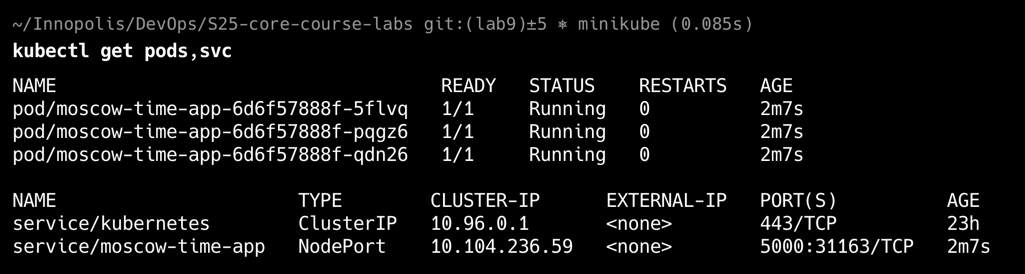 ~/Innopolis/DevOps/S25-core-course-labs git:(lab9)±5 ⎈ minikube (0.085s)
kubectl get pods,svc
NAME READY STATUS RESTARTS AGE
pod/moscow-time-app-6d6f57888f-5flvq 1/1 Running 0 2m7s
pod/moscow-time-app-6d6f57888f-pqgz6 1/1 Running 0 2m7s
pod/moscow-time-app-6d6f57888f-qdn26 1/1 Running 0 2m7s
NAME TYPE CLUSTER-IP EXTERNAL-IP PORT(S) AGE
service/kubernetes ClusterIP 10.96.0.1 <none> 443/TCP 23h
service/moscow-time-app NodePort 10.104.236.59 <none> 5000:31163/TCP 2m7s